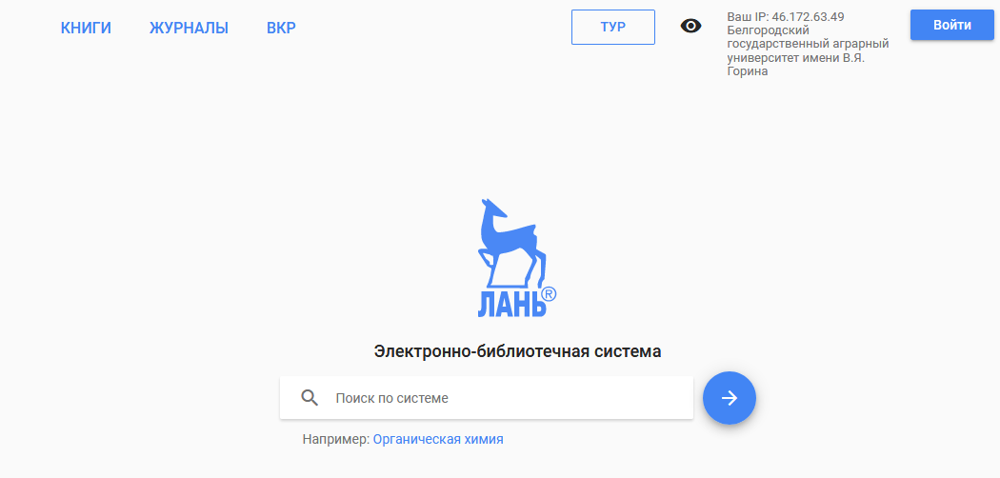 КНИГИ
ЖУРНАЛЫ
ВКР
ТУР
Ваш IP: 46.172.63.49
Белгородский
государственный аграрный
университет имени В.Я.
Горина
Войти
ЛАНЬ®
Электронно-библиотечная система
Поиск по системе
Например: Органическая химия